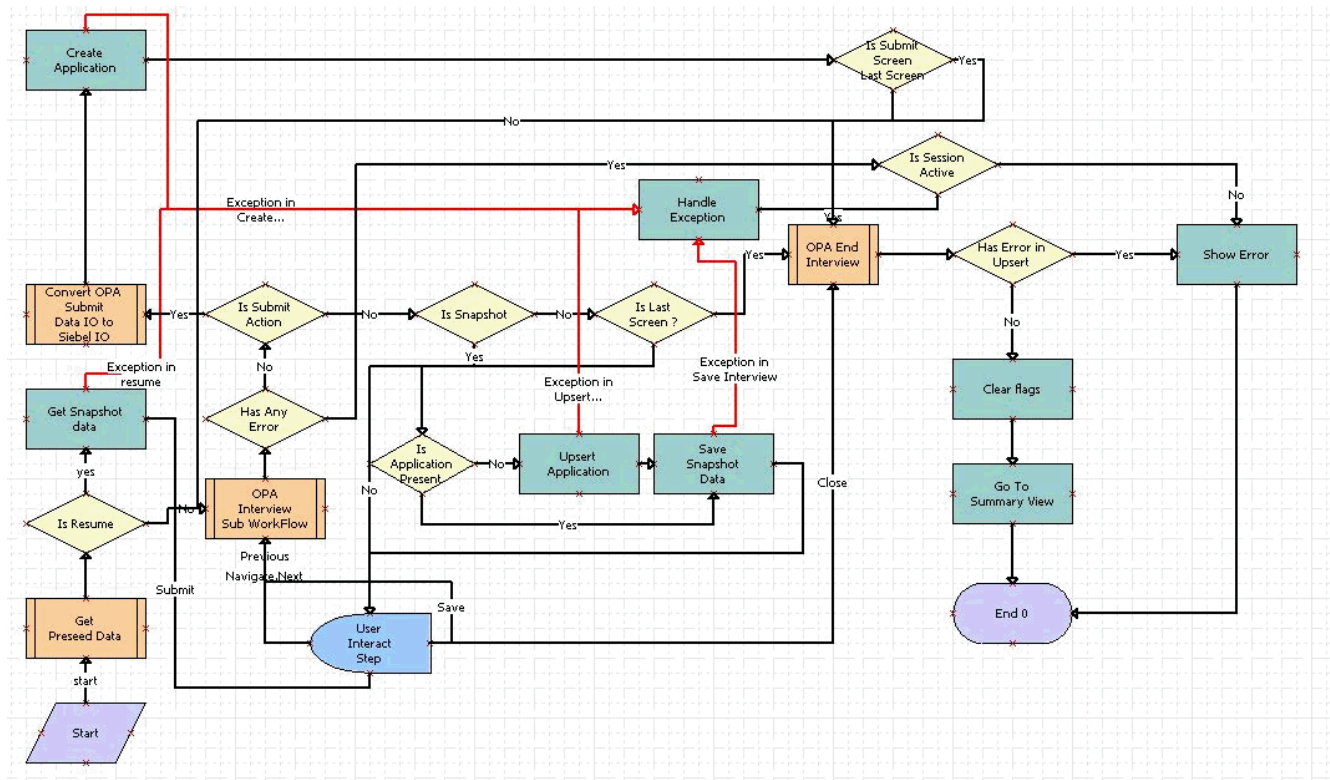 Create
Application
Is Submit
Screen
Last Screen
Yes
No
Yes
Is Session
Active
No
Exception in
Create...
Handle
Exception
Yes
OPA End
Interview
Yes
Has Error in
Upsert
Yes
Show Error
Convert OPA
Submit
Data IO to
Siebel IO
Yes
Is Submit
Action
No
Is Snapshot
No
Is Last
Screen ?
No
Yes
No
Exception in
resume
Exception in
Upsert...
Exception in
Save Interview
Get Snapshot
data
Has Any
Error
Clear flags
yes
Is
Application
Present
No
Upsert
Application
Save
Snapshot
Data
No
Close
Is Resume
No
OPA
Interview
Sub WorkFlow
Yes
Go To
Summary View
Previous
Navigate.Next
Submit
Save
Get
Preseed Data
User
Interact
Step
End 0
start
Start